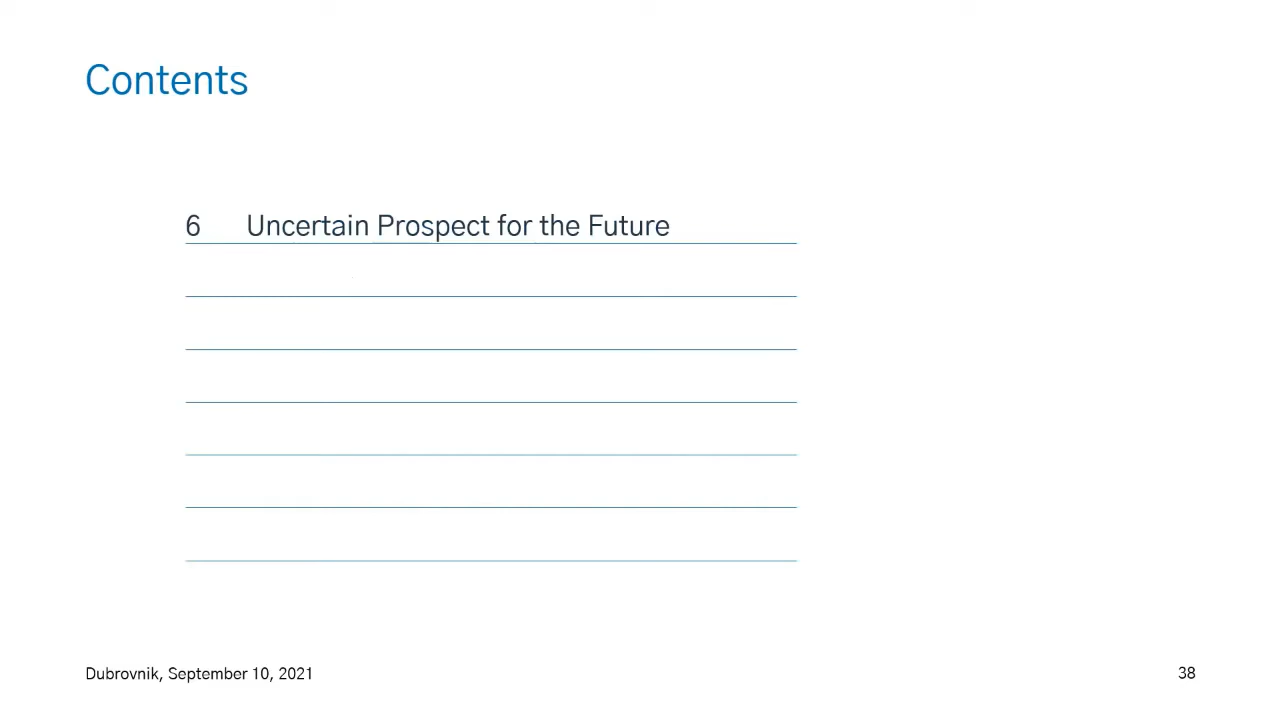 Contents
6 Uncertain Prospect for the Future
Dubrovnik, September 10, 2021
38